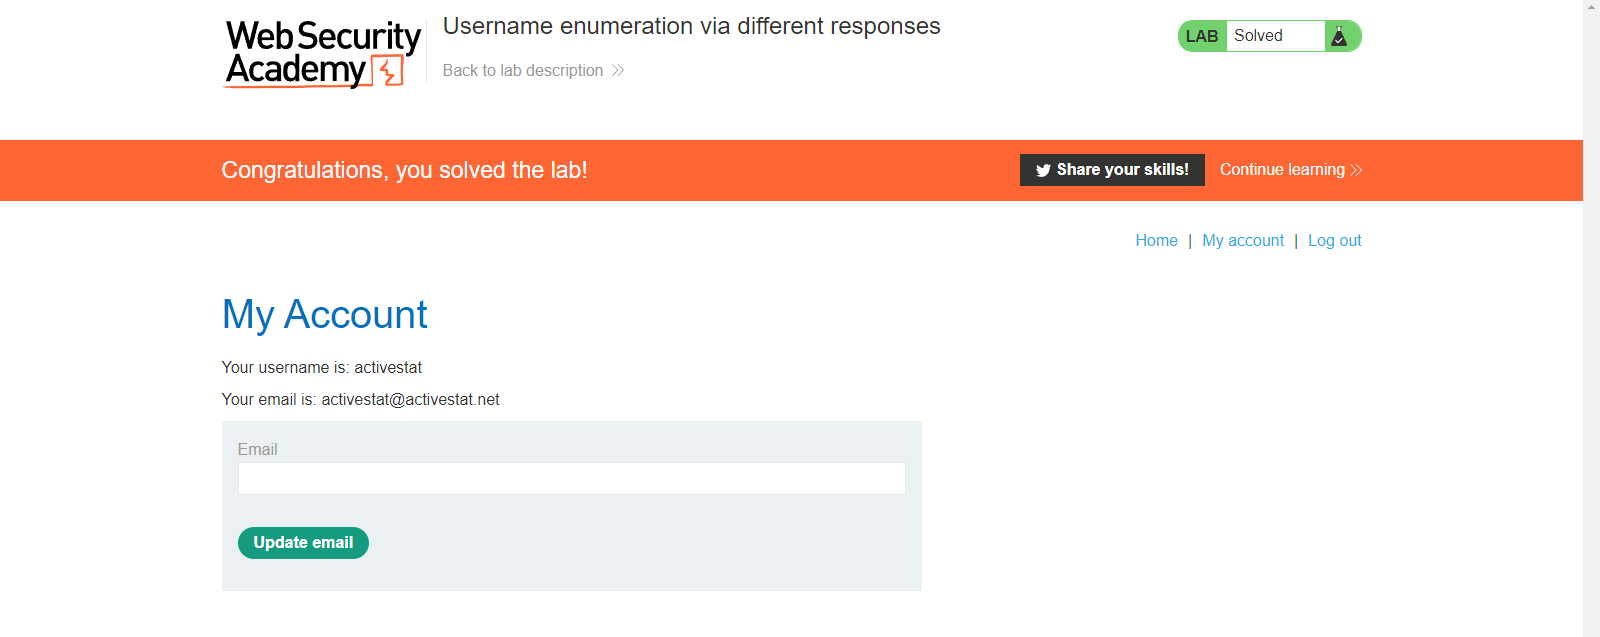 Web Security
Academy
Username enumeration via different responses
Back to lab description
LAB Solved
Congratulations, you solved the lab!
Share your skills!
Continue learning
Home | My account | Log out
My Account
Your username is: activestat
Your email is: activestat@activestat.net
Email
Update email